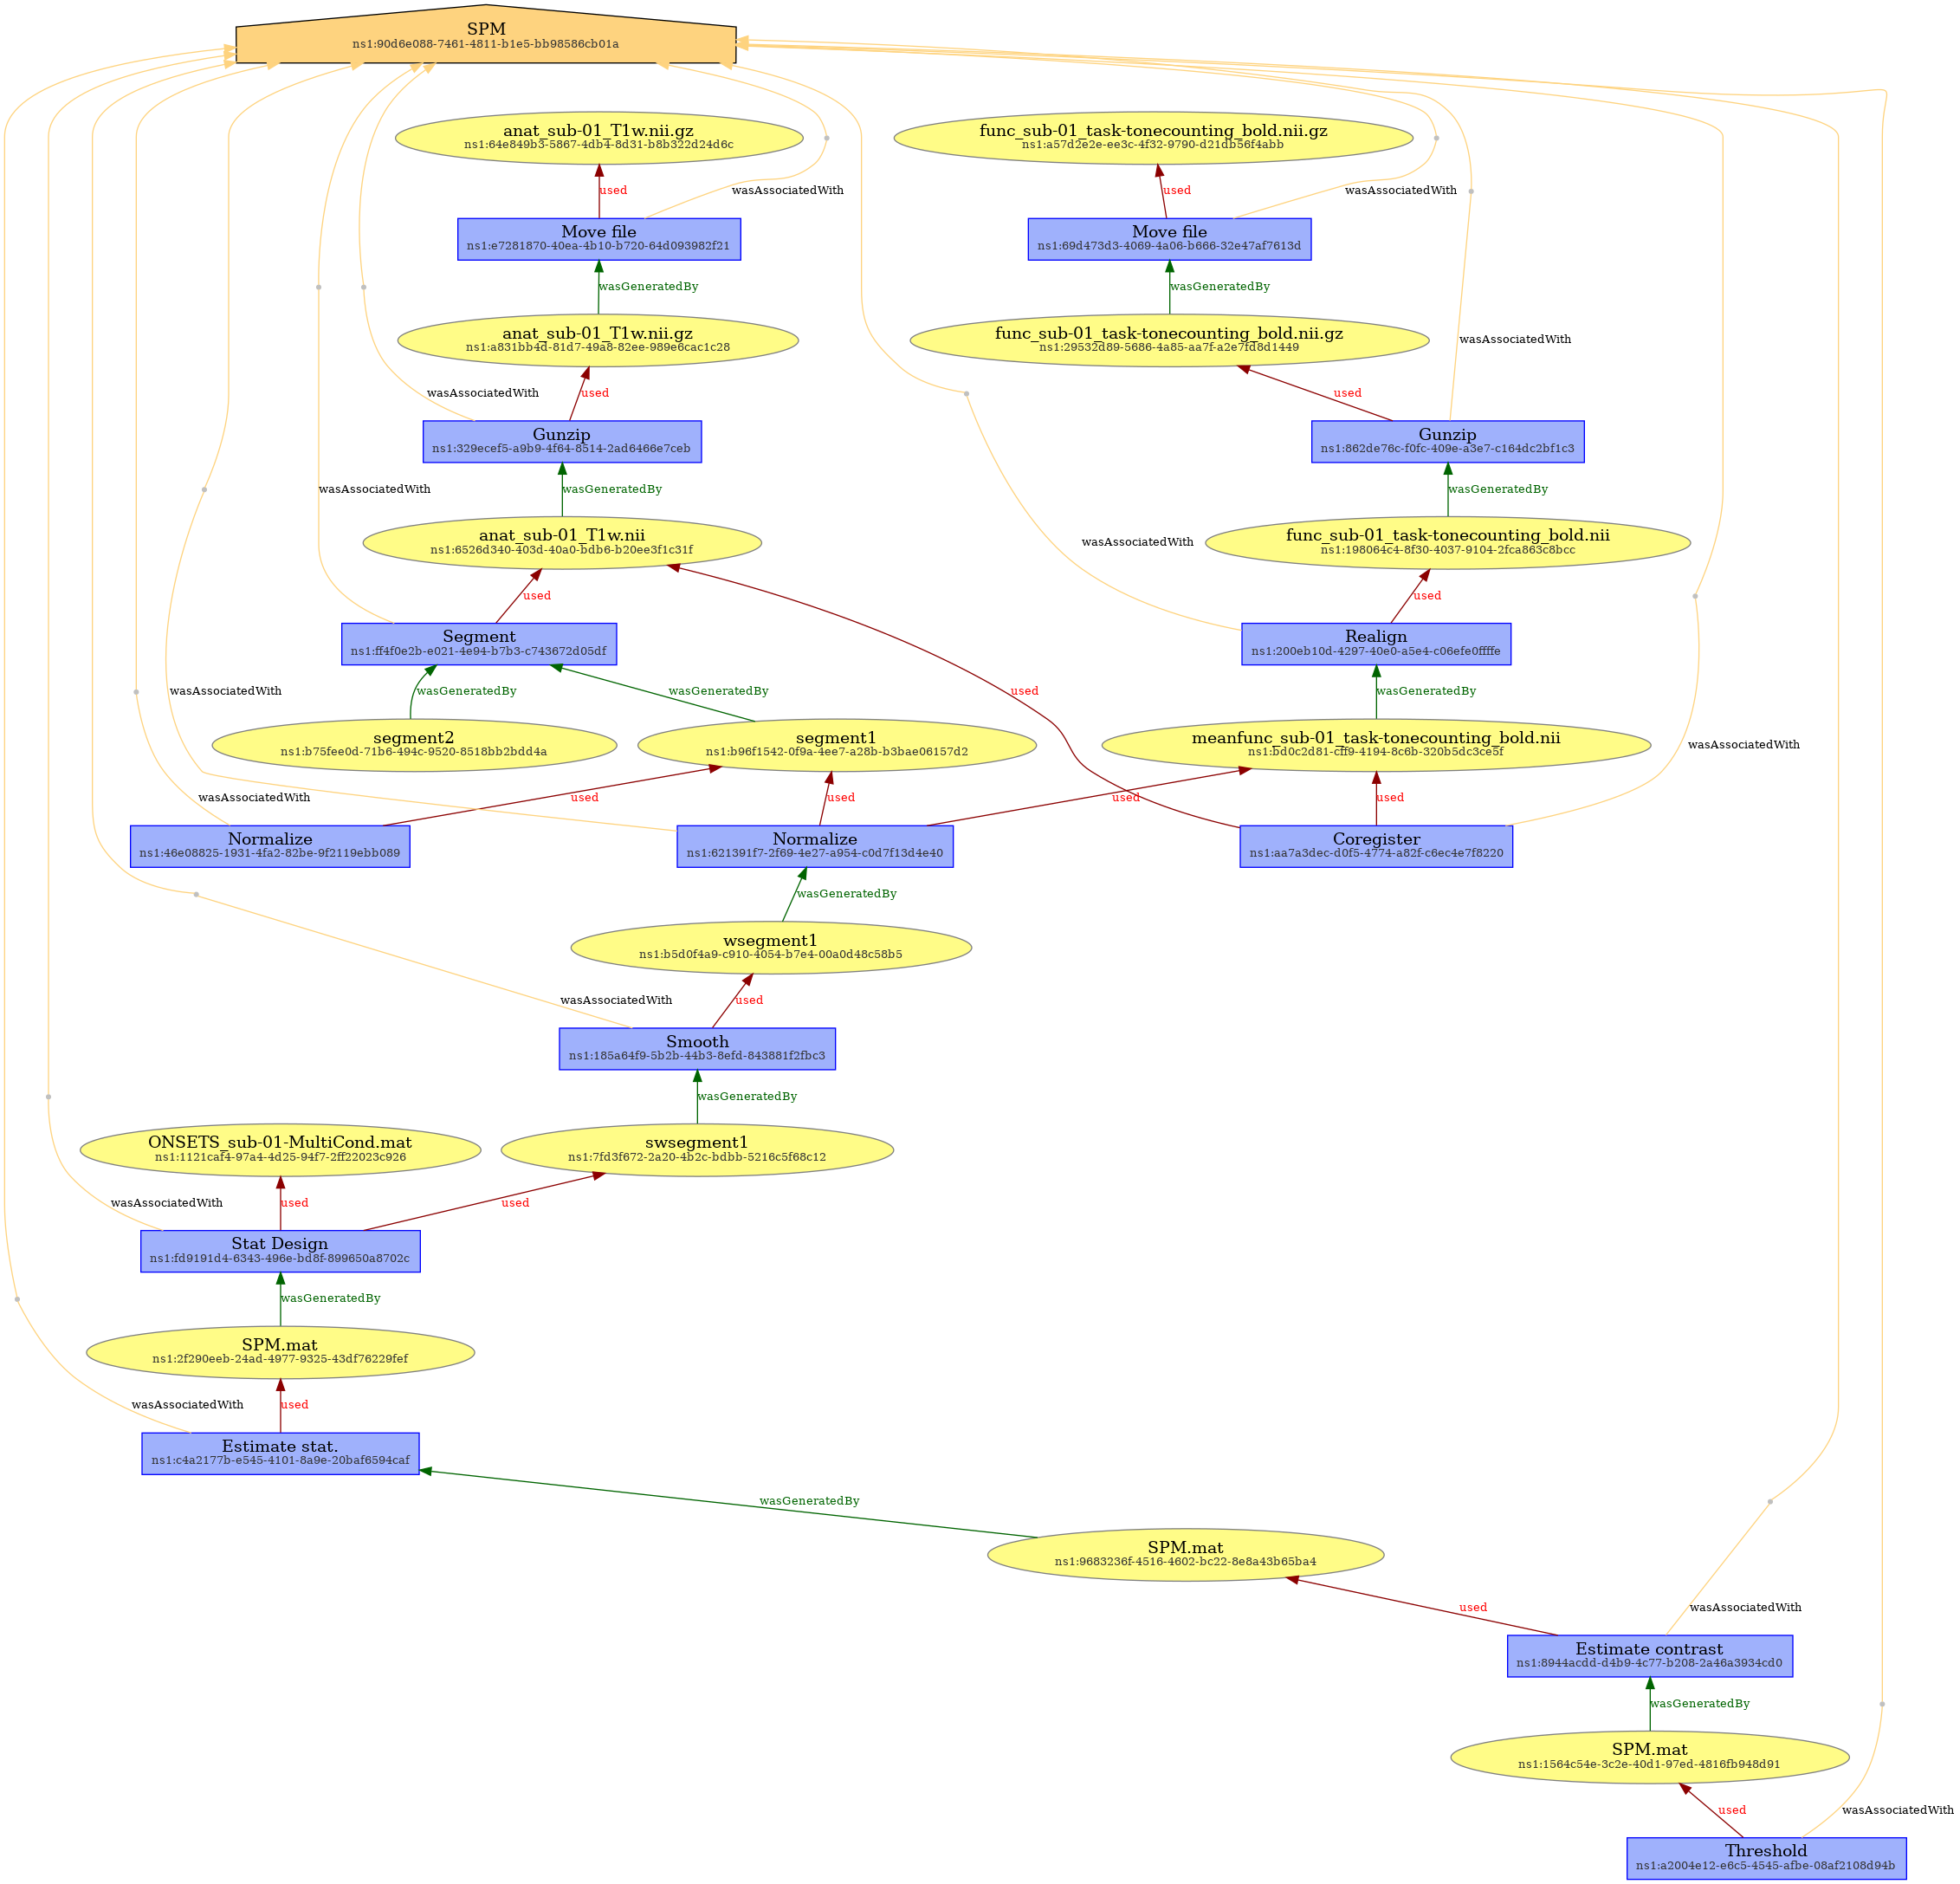 SPM
ns1:90d6e088-7461-4811-b1e5-bb98586cb01a
anat_sub-01_T1w.nii.gz
ns1:64e849b3-5867-4db4-8d31-b8b322d24d6c
func_sub-01_task-tonecounting_bold.nii.gz
ns1:a57d2e2e-ee3c-4f32-9790-d21db56f4abb
used
wasAssociatedWith
used
wasAssociatedWith
Move file
ns1:e7281870-40ea-4b10-b720-64d093982f21
Move file
ns1:69d473d3-4069-4a06-b666-32e47af7613d
wasGeneratedBy
wasGeneratedBy
anat_sub-01_T1w.nii.gz
ns1:a831bb4d-81d7-49a8-82ee-989e6cac1c28
func_sub-01_task-tonecounting_bold.nii.gz
ns1:29532d89-5686-4a85-aa7f-a2e7fd8d1449
wasAssociatedWith
wasAssociatedWith
used
used
Gunzip
ns1:329ecef5-a9b9-4f64-8514-2ad6466e7ceb
Gunzip
ns1:862de76c-f0fc-409e-a3e7-c164dc2bf1c3
wasAssociatedWith
wasGeneratedBy
wasGeneratedBy
anat_sub-01_T1w.nii
ns1:6526d340-403d-40a0-bdb6-b20ee3f1c31f
func_sub-01_task-tonecounting_bold.nii
ns1:198064c4-8f30-4037-9104-2fca863c8bcc
wasAssociatedWith
used
used
Segment
ns1:ff4f0e2b-e021-4e94-b7b3-c743672d05df
Realign
ns1:200eb10d-4297-40e0-a5e4-c06efe0ffffe
wasAssociatedWith
wasGeneratedBy
wasGeneratedBy
used
wasGeneratedBy
segment2
ns1:b75fee0d-71b6-494c-9520-8518bb2bdd4a
segment1
ns1:b96f1542-0f9a-4ee7-a28b-b3bae06157d2
meanfunc_sub-01_task-tonecounting_bold.nii
ns1:bd0c2d81-cff9-4194-8c6b-320b5dc3ce5f
wasAssociatedWith
wasAssociatedWith
used
used
used
used
Normalize
ns1:46e08825-1931-4fa2-82be-9f2119ebb089
Normalize
ns1:621391f7-2f69-4e27-a954-c0d7f13d4e40
Coregister
ns1:aa7a3dec-d0f5-4774-a82f-c6ec4e7f8220
wasGeneratedBy
wsegment1
ns1:b5d0f4a9-c910-4054-b7e4-00a0d48c58b5
wasAssociatedWith
used
Smooth
ns1:185a64f9-5b2b-44b3-8efd-843881f2fbc3
wasGeneratedBy
ONSETS_sub-01-MultiCond.mat
ns1:1121caf4-97a4-4d25-94f7-2ff22023c926
swsegment1
ns1:7fd3f672-2a20-4b2c-bdbb-5216c5f68c12
wasAssociatedWith
used
used
Stat Design
ns1:fd9191d4-6343-496e-bd8f-899650a8702c
wasGeneratedBy
SPM.mat
ns1:2f290eeb-24ad-4977-9325-43df76229fef
wasAssociatedWith
used
Estimate stat.
ns1:c4a2177b-e545-4101-8a9e-20baf6594caf
wasGeneratedBy
SPM.mat
ns1:9683236f-4516-4602-bc22-8e8a43b65ba4
used
wasAssociatedWith
Estimate contrast
ns1:8944acdd-d4b9-4c77-b208-2a46a3934cd0
wasGeneratedBy
SPM.mat
ns1:1564c54e-3c2e-40d1-97ed-4816fb948d91
used
wasAssociatedWith
Threshold
ns1:a2004e12-e6c5-4545-afbe-08af2108d94b